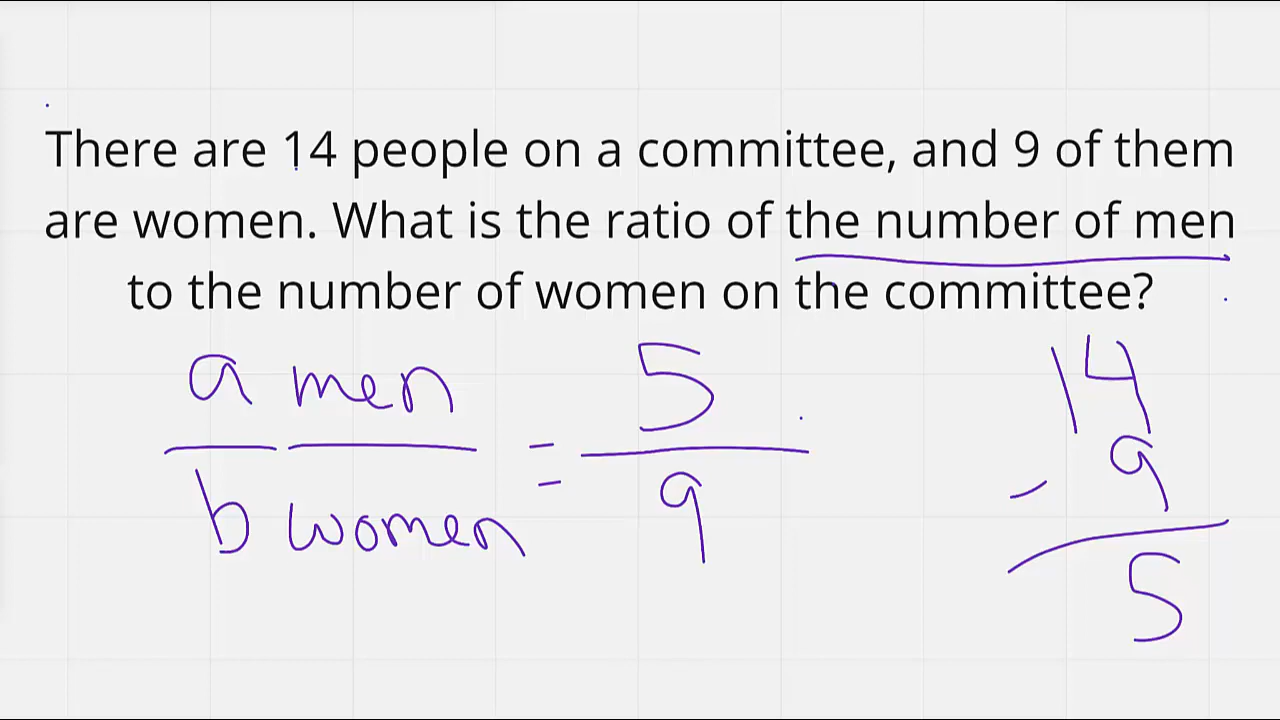 There are 14 people on a committee, and 9 of them
are women. What is the ratio of the number of men
to the number of women on the committee?
a men = 5
b women 9
14
- 9
5